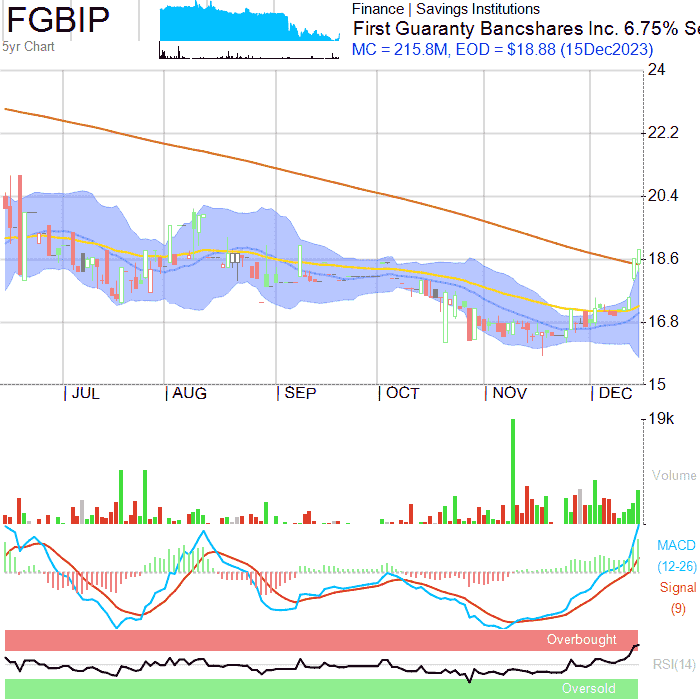 FGBIP
5yr Chart
Finance | Savings Institutions
First Guaranty Bancshares Inc. 6.75% Se
MC = 215.8M, EOD = $18.88 (15Dec2023)
24
22.2
20.4
18.6
16.8
15
JUL
AUG
SEP
OCT
NOV
DEC
19k
Volume
MACD
(12-26)
Signal
(9)
Overbought
RSI(14)
Oversold